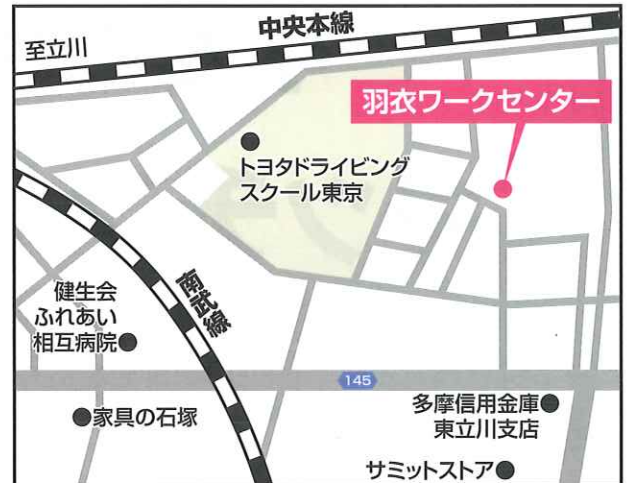 中央本線
至立川
羽衣ワークセンター
トヨタドライビング
スクール東京
南武線
健生会
ふれあい
相互病院
145
家具の石塚
多摩信用金庫
東立川支店
サミットストア